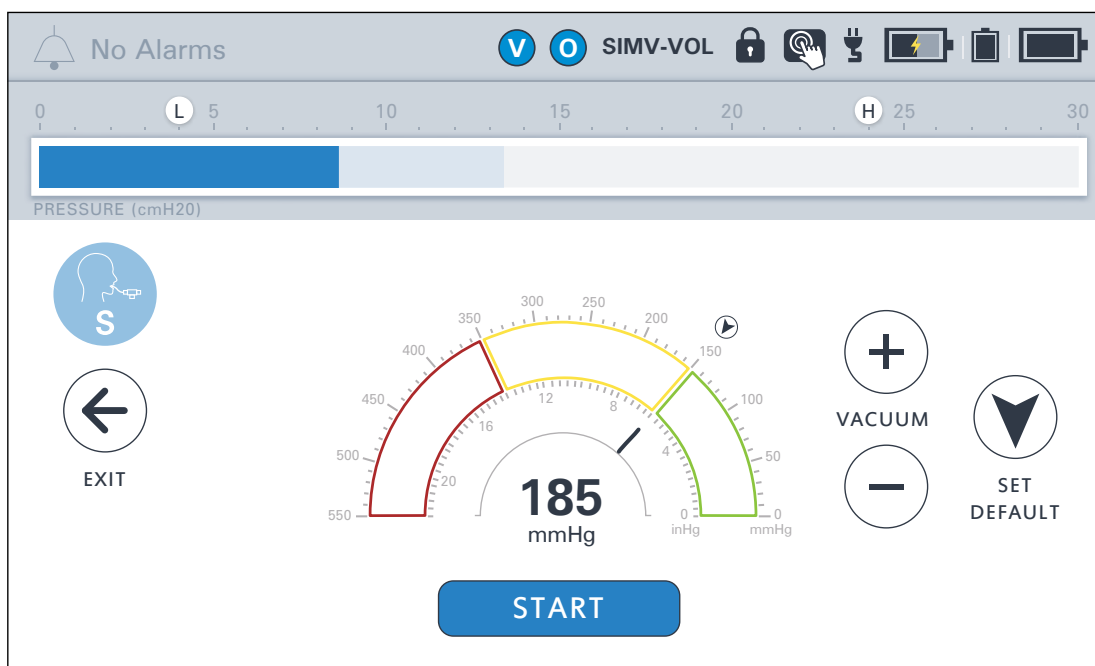 No Alarms
V O SIMV-VOL
0 L 5 10 15 20 H 25 30
PRESSURE (cmH20)
S
EXIT
550 500 450 400 350 300 250 200 150 100 50 0
mmHg
20 16 12 8 4 0
inHg
185
mmHg
VACUUM
SET
DEFAULT
START